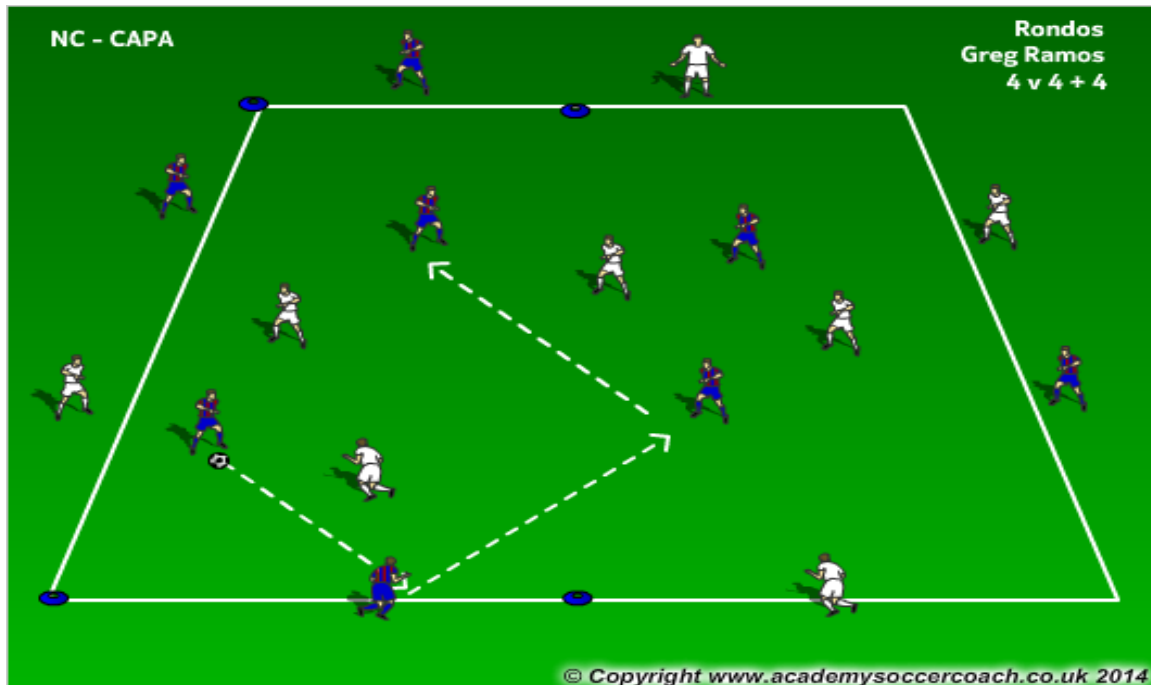 NC - CAPA
Rondos
Greg Ramos
4 v 4 + 4
© Copyright www.academysoccercoach.co.uk 2014